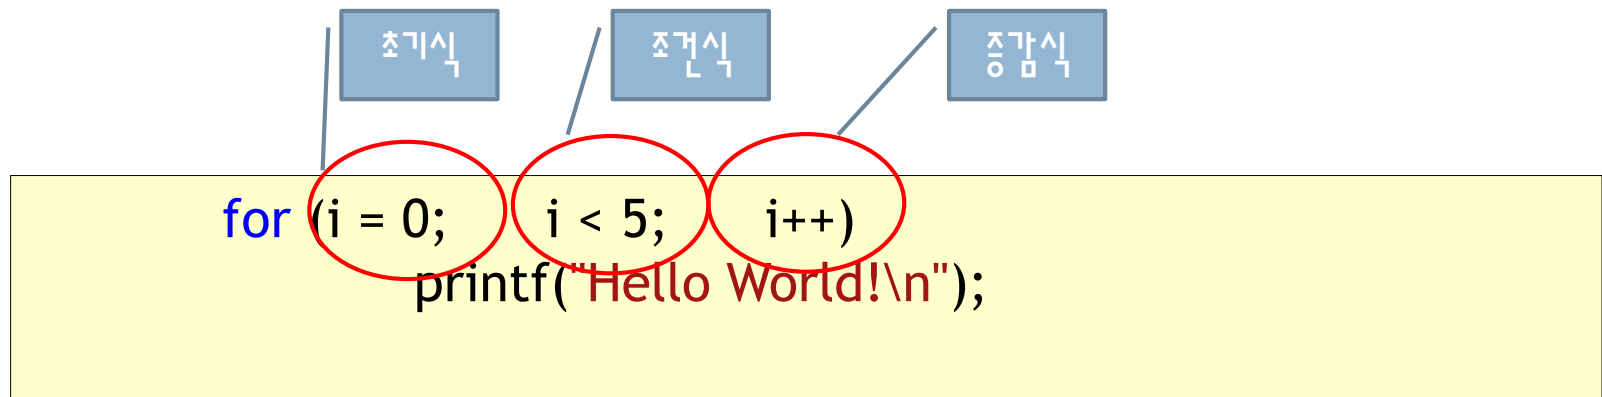 초기식 조건식 증감식
for (i = 0; i < 5; i++)
printf("Hello World!\n");